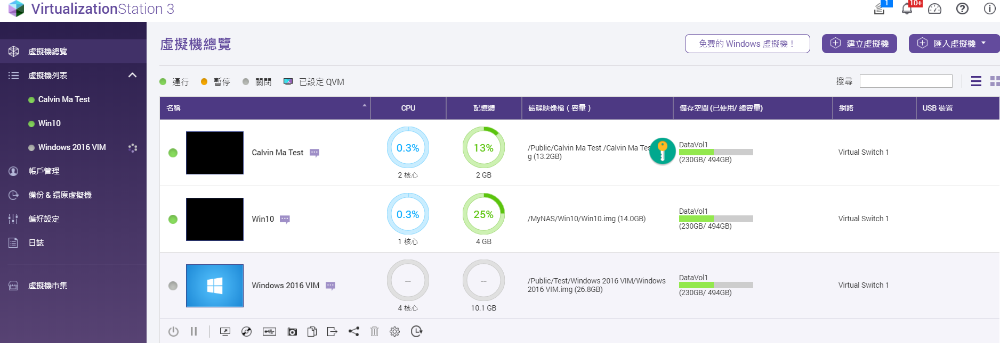 VirtualizationStation 3
1
10+
虛擬機總覽
虛擬機列表
Calvin Ma Test
Win10
Windows 2016 VIM
帳戶管理
備份 & 還原虛擬機
偏好設定
日誌
虛擬機市集
虛擬機總覽
免費的 Windows 虛擬機！
建立虛擬機
匯入虛擬機
運行
暫停
關閉
已設定 QVM
搜尋
名稱
CPU
記憶體
磁碟映像檔 ( 容量 )
儲存空間 (已使用/ 總容量)
網路
USB 裝置
Calvin Ma Test
0.3%
2 核心
13%
2 GB
/Public/Calvin Ma Test /Calvin Ma Tes
g (13.2GB)
DataVol1
(230GB/ 494GB)
Virtual Switch 1
Win10
0.3%
1 核心
25%
4 GB
/MyNAS/Win10/Win10.img (14.0GB)
DataVol1
(230GB/ 494GB)
Virtual Switch 1
Windows 2016 VIM
--
4 核心
--
10.1 GB
/Public/Test/Windows 2016 VIM/Windows
2016 VIM.img (26.8GB)
DataVol1
(230GB/ 494GB)
Virtual Switch 1